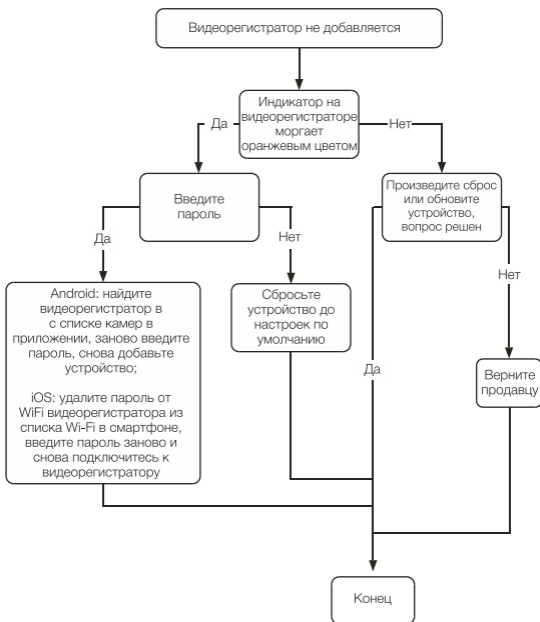 Видеорегистратор не добавляется
Индикатор на
видеорегистраторе
моргает
оранжевым цветом
Да
Нет
Введите
пароль
Произведите сброс
или обновите
устройство,
вопрос решен
Да
Нет
Нет
Android: найдите
видеорегистратор в
с списке камер в
приложении, заново введите
пароль, снова добавьте
устройство;
iOS: удалите пароль от
WiFi видеорегистратора из
списка Wi-Fi в смартфоне,
введите пароль заново и
снова подключитесь к
видеорегистратору
Сбросьте
устройство до
настроек по
умолчанию
Да
Верните
продавцу
Конец